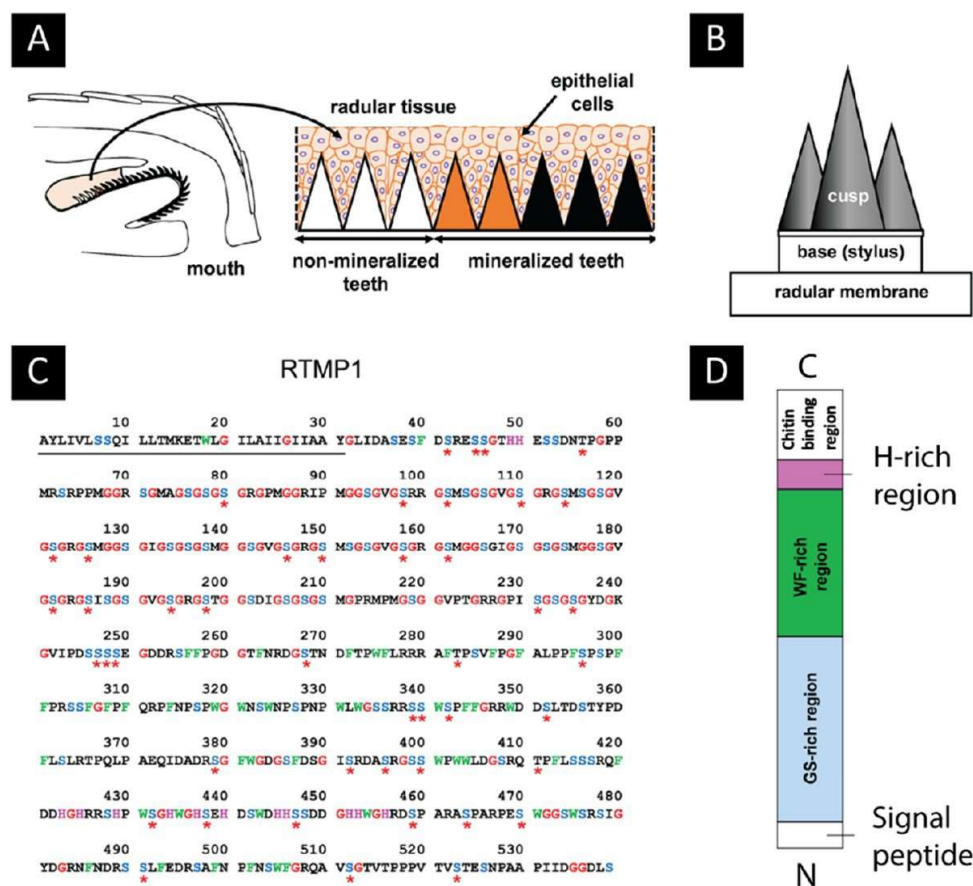 A
radular tissue
epithelial
cells
mouth
non-mineralized
teeth
mineralized teeth
B
cusp
base (stylus)
radular membrane
C
RTMP1
10 20 30 40 50 60
AYLIVLSSQI LLTMKETWLG ILAIIGIIAA YGLIDASESF DSRESSGTHH ESSDNTPGPP
70 80 90 100 110 120
MRSRPPMGGR SGMAGSGSGS GRGPMGGRIP MGGSGVGSRR GSMSGSGVGS GRGSMSGSGV
130 140 150 160 170 180
GSGRGSMGGS GIGSGSGSMG GSGVGSGRGS MSGSGVGSGR GSMGGSGIGS GSGSMGGSGV
190 200 210 220 230 240
GSGRGSISGS GVGSGRGSTG GSDIGSGSGS MGPRMPMGSG GVPTGRRGPI SGSGSGYDGK
250 260 270 280 290 300
GVIPDSSSSE GDDRSFFPGD GTFNRDGSTN DFTPWFLRRR AFTPSVFPGF ALPPFSPSPF
310 320 330 340 350 360
FPRSSFGFPF QRPFNPSPWG WNSWNPSPNP WLWGSSRRSS WSPFFGRRWD DSLTDSTYPD
370 380 390 400 410 420
FLSLRTPQLP AEQIDADRSG FWGDGSFDSG ISRDASRGSS WPWWLDGSRQ TPFLSSSRQF
430 440 450 460 470 480
DDHGHRRSHP WSGHWGHSEH DSWDHHSSDD GHHWGHRDSP ARASPARPES WGGSWSRSIG
490 500 510 520 530
YDGRNFNDRS SLFEDRSAFN PFNSWFGRQAV SGTVTPPPV TVSTESNPAA PIIDGGDLS
D
C
Chitin
binding
region
H-rich
region
WF-rich
region
GS-rich region
Signal
peptide
N